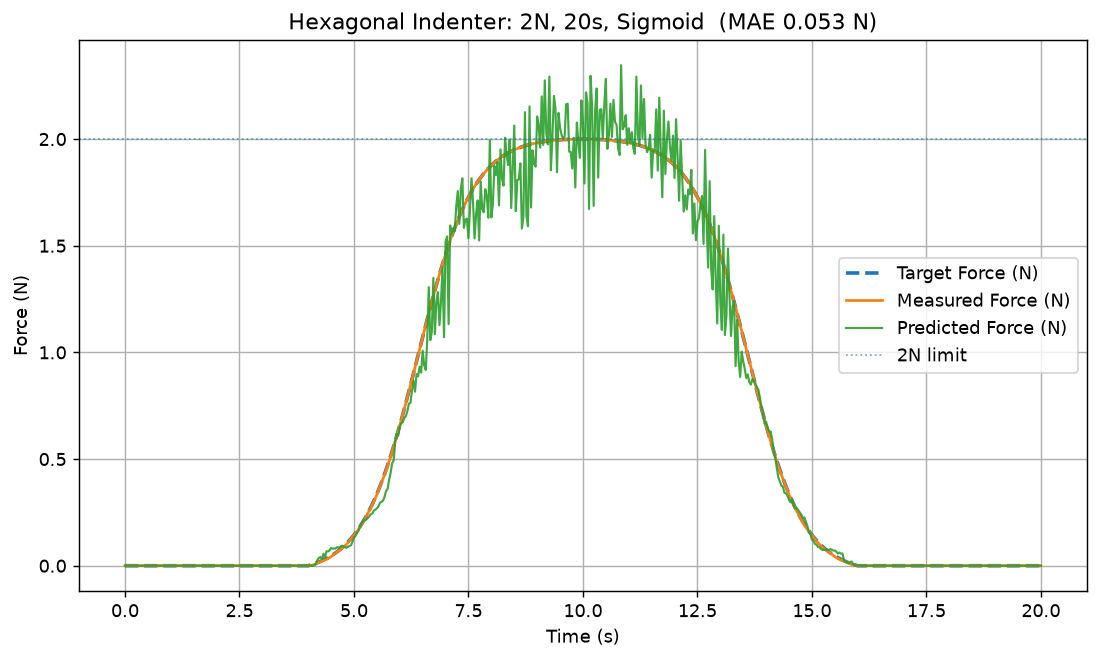 Hexagonal Indenter: 2N, 20s, Sigmoid  (MAE 0.053 N)
Force (N)
2.0
1.5
1.0
0.5
0.0
Target Force (N)
Measured Force (N)
Predicted Force (N)
2N limit
0.0 2.5 5.0 7.5 10.0 12.5 15.0 17.5 20.0
Time (s)